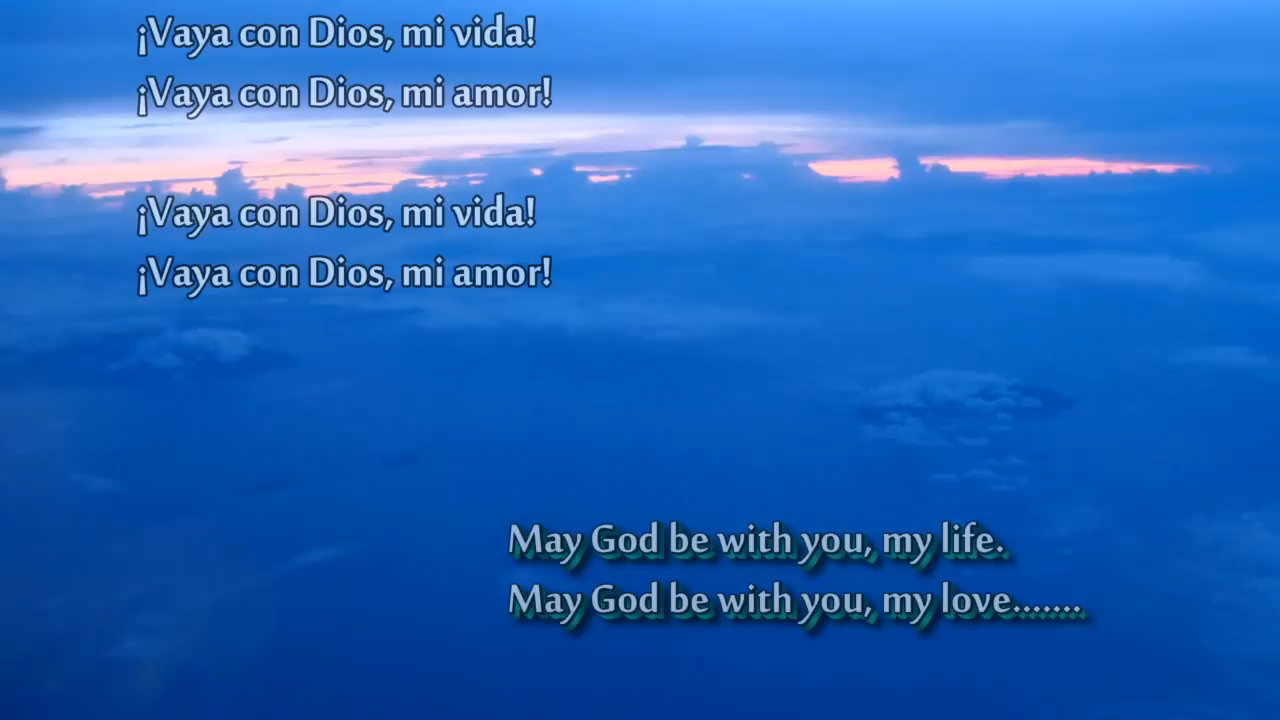 ¡Vaya con Dios, mi vida!
¡Vaya con Dios, mi amor!
¡Vaya con Dios, mi vida!
¡Vaya con Dios, mi amor!
May God be with you, my life.
May God be with you, my love.......